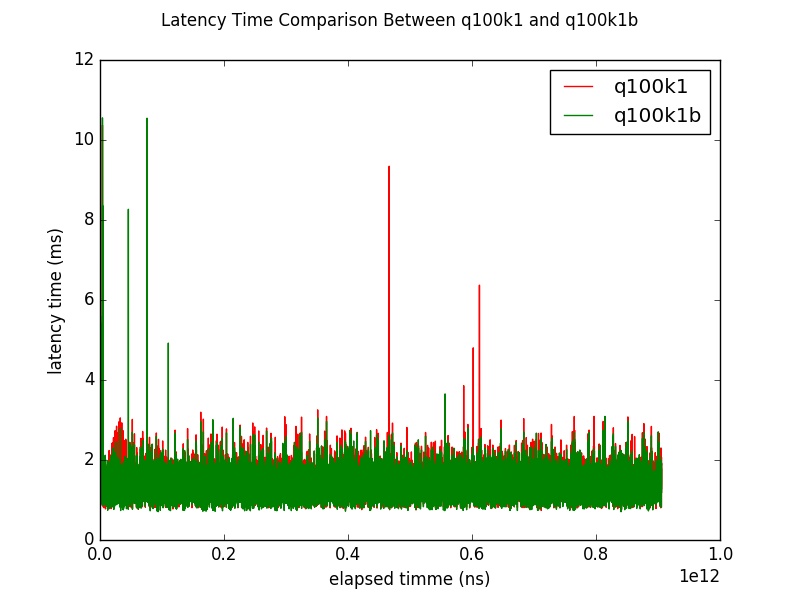 Latency Time Comparison Between q100k1 and q100k1b
12
10
8
6
4
2
0
latency time (ms)
q100k1
q100k1b
0.0 0.2 0.4 0.6 0.8 1.0
1e12
elapsed timme (ns)